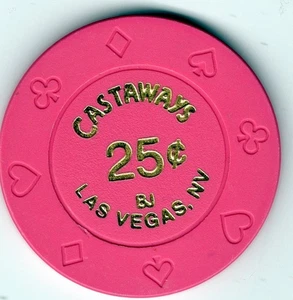 CASTAWAYS
25¢
BJ
LAS VEGAS, NV